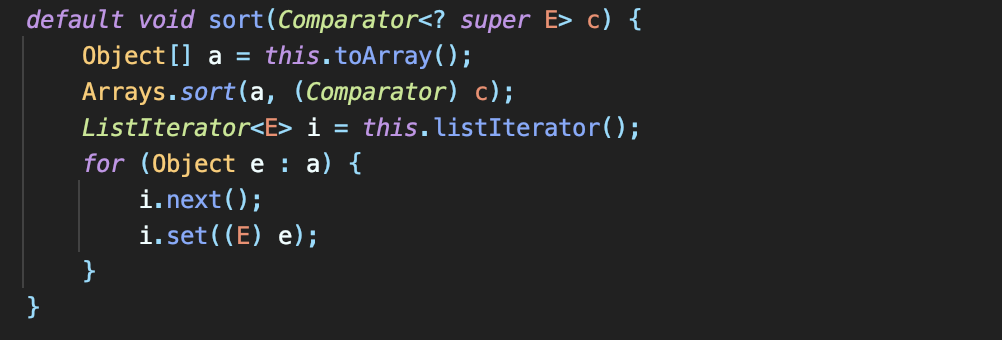 default void sort(Comparator<? super E> c) {
    Object[] a = this.toArray();
    Arrays.sort(a, (Comparator) c);
    ListIterator<E> i = this.listIterator();
    for (Object e : a) {
        i.next();
        i.set((E) e);
    }
}